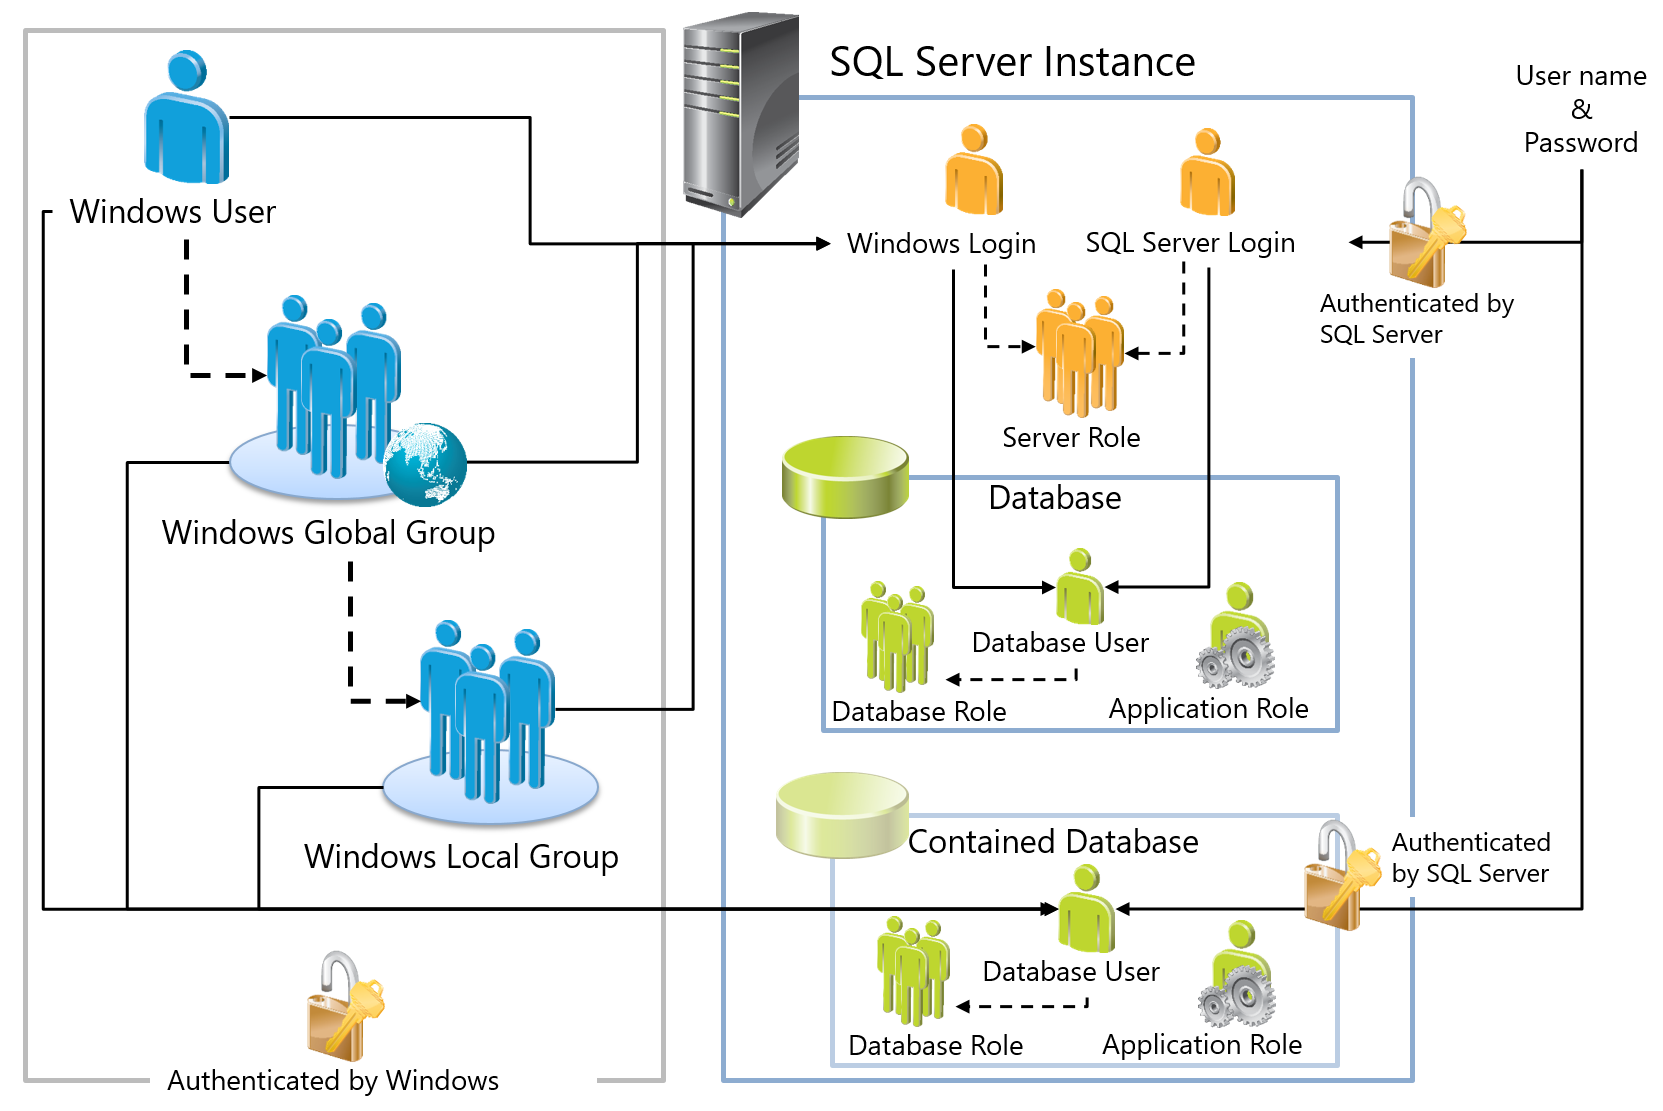 SQL Server Instance
User name
&
Password
Windows User
Windows Login
SQL Server Login
Authenticated by
SQL Server
Server Role
Windows Global Group
Database
Database User
Database Role
Application Role
Windows Local Group
Contained Database
Authenticated
by SQL Server
Database User
Database Role
Application Role
Authenticated by Windows